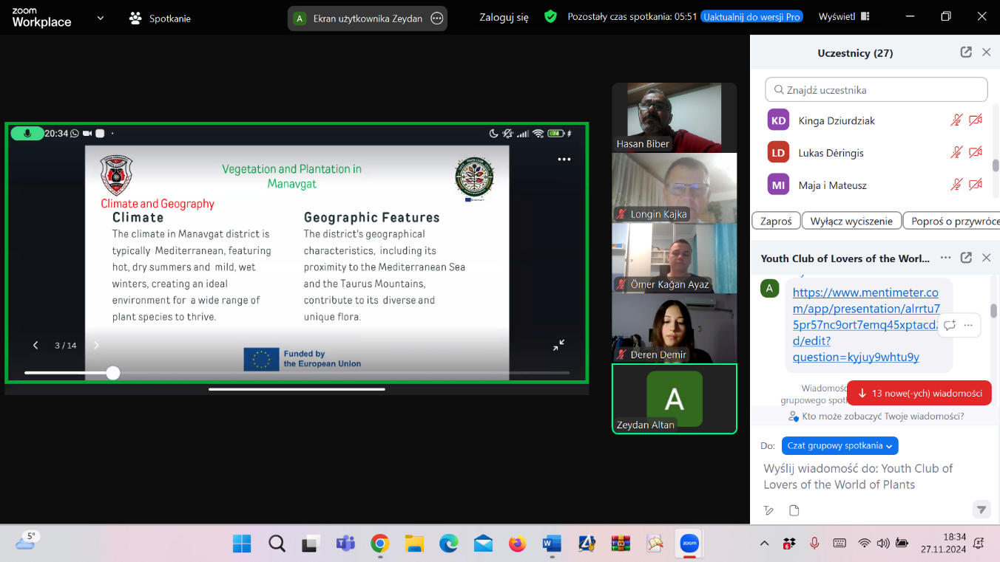 zoom
Workplace
Spotkanie
A
Ekran użytkownika Zeydan
Zaloguj się
Pozostały czas spotkania: 05:51
Uaktualnij do wersji Pro
Wyświetl
20:34
74
Vegetation and Plantation in
Manavgat
Climate and Geography
Climate
The climate in Manavgat district is
typically Mediterranean, featuring
hot, dry summers and mild, wet
winters, creating an ideal
environment for a wide range of
plant species to thrive.
Geographic Features
The district's geographical
characteristics, including its
proximity to the Mediterranean Sea
and the Taurus Mountains,
contribute to its diverse and
unique flora.
3 / 14
Funded by
the European Union
Hasan Biber
Longin Kajka
Ömer Kağan Ayaz
Deren Demir
A
Zeydan Altan
Uczestnicy (27)
Znajdź uczestnika
KD
Kinga Dziurdziak
LD
Lukas Dėringis
MI
Maja i Mateusz
Zaproś
Wyłącz wyciszenie
Poproś o przywróce
Youth Club of Lovers of the Worl...
A
https://www.mentimeter.co
m/app/presentation/alrrtu7
5pr57nc9ort7emq45xptacdz
d/edit?
question=kyjuy9whtu9y
Wiadomość
grupowego spotk
13 nowe(-ych) wiadomości
Kto może zobaczyć Twoje wiadomości?
Do:
Czat grupowy spotkania
Wyślij wiadomość do: Youth Club of
Lovers of the World of Plants
5°
zoom
18:34
27.11.2024